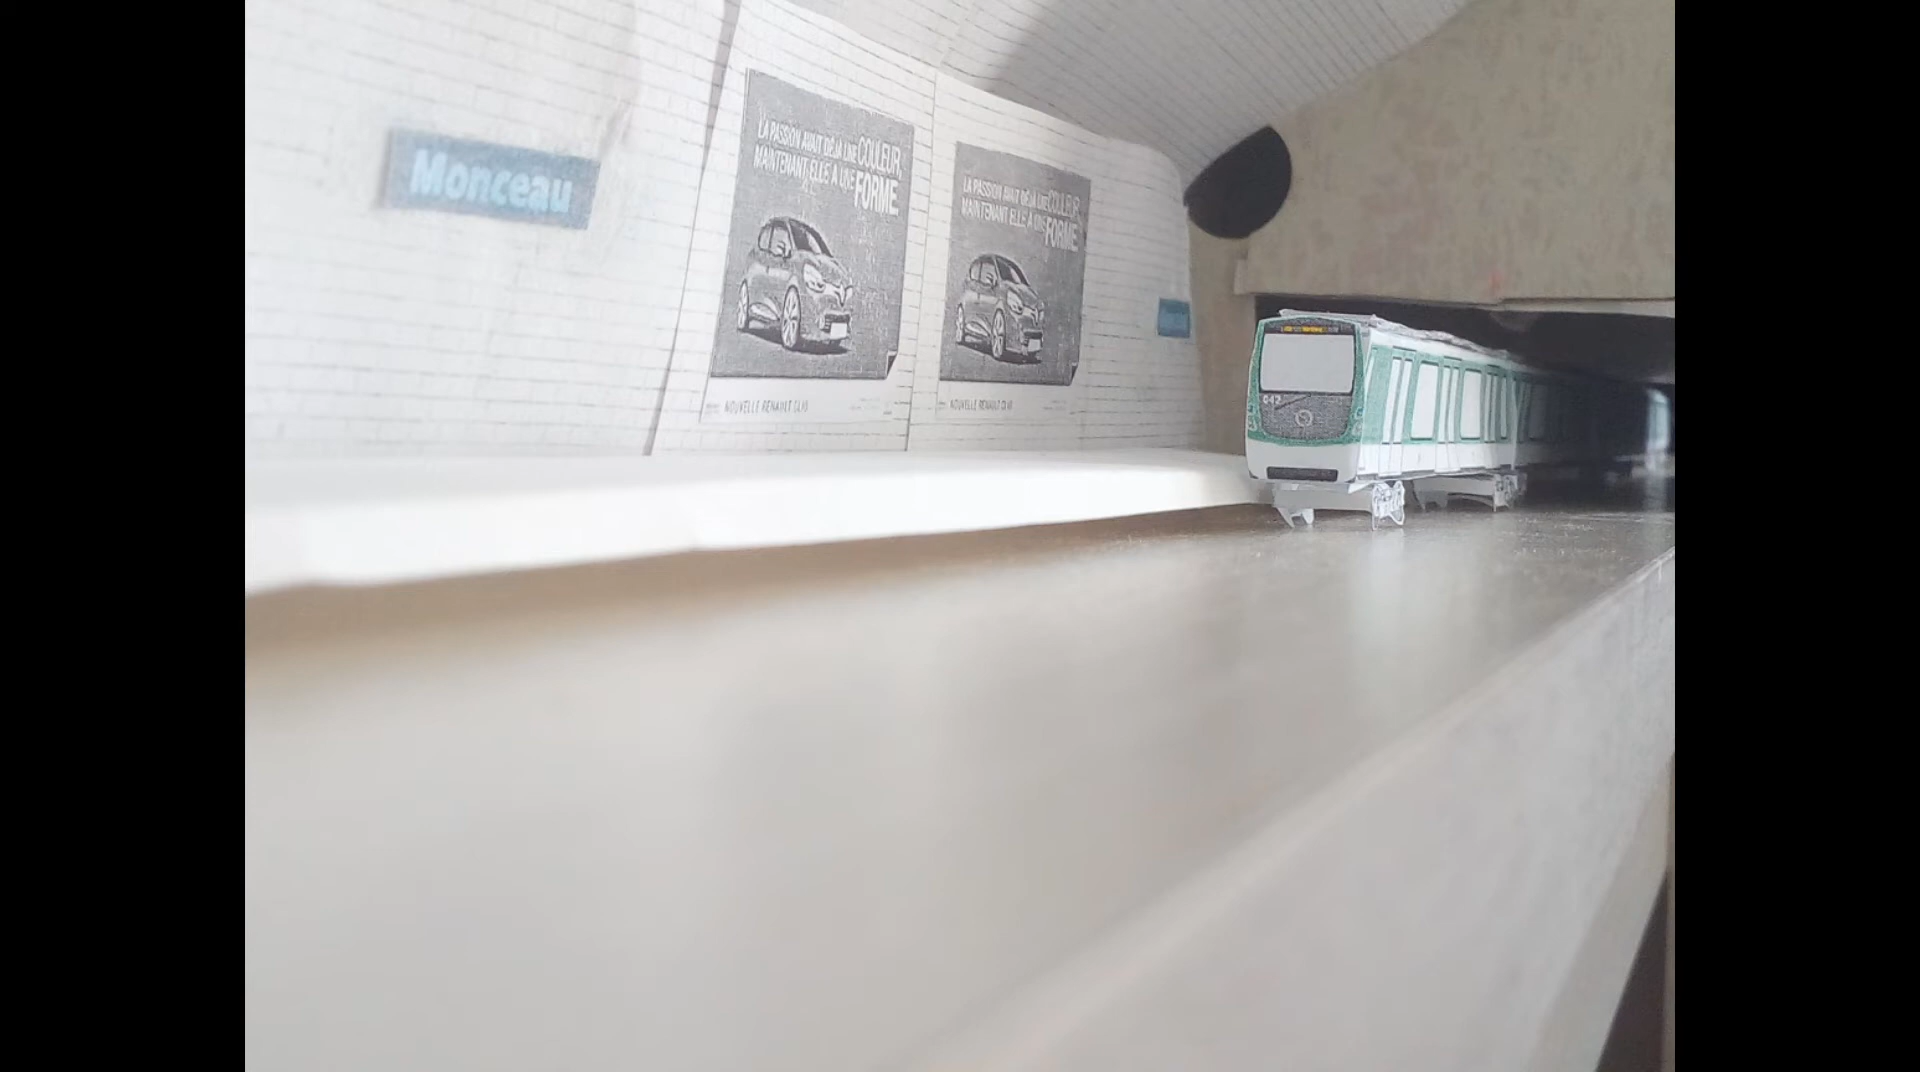 Monceau
LA PASSION AVAIT DÉJÀ UNE COULEUR,
MAINTENANT ELLE A UNE FORME.
NOUVELLE RENAULT CLIO
LA PASSION AVAIT DÉJÀ UNE COULEUR,
MAINTENANT ELLE A UNE FORME.
NOUVELLE RENAULT CLIO
042